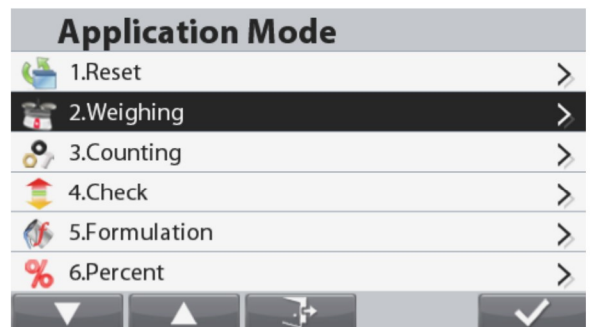 Application Mode
1.Reset
2.Weighing
3.Counting
4.Check
5.Formulation
6.Percent